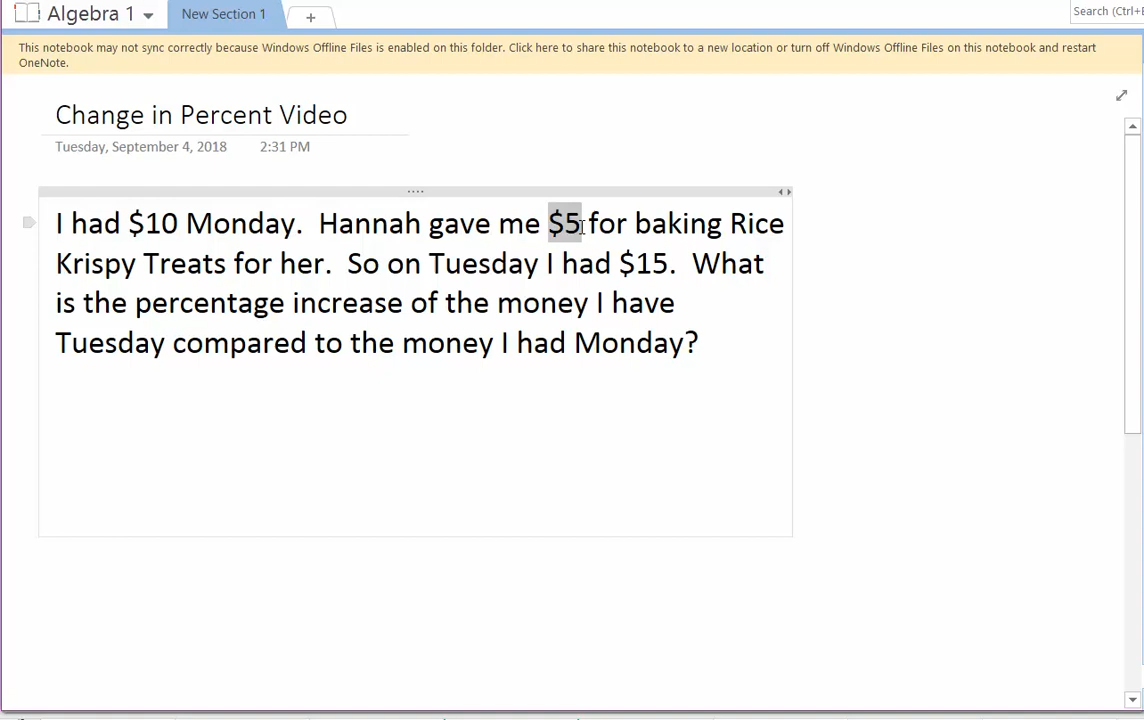 Algebra 1
New Section 1
+
Search (Ctrl+E
This notebook may not sync correctly because Windows Offline Files is enabled on this folder. Click here to share this notebook to a new location or turn off Windows Offline Files on this notebook and restart
OneNote.
Change in Percent Video
Tuesday, September 4, 2018 2:31 PM
I had $10 Monday.  Hannah gave me $5 for baking Rice
Krispy Treats for her.  So on Tuesday I had $15.  What
is the percentage increase of the money I have
Tuesday compared to the money I had Monday?